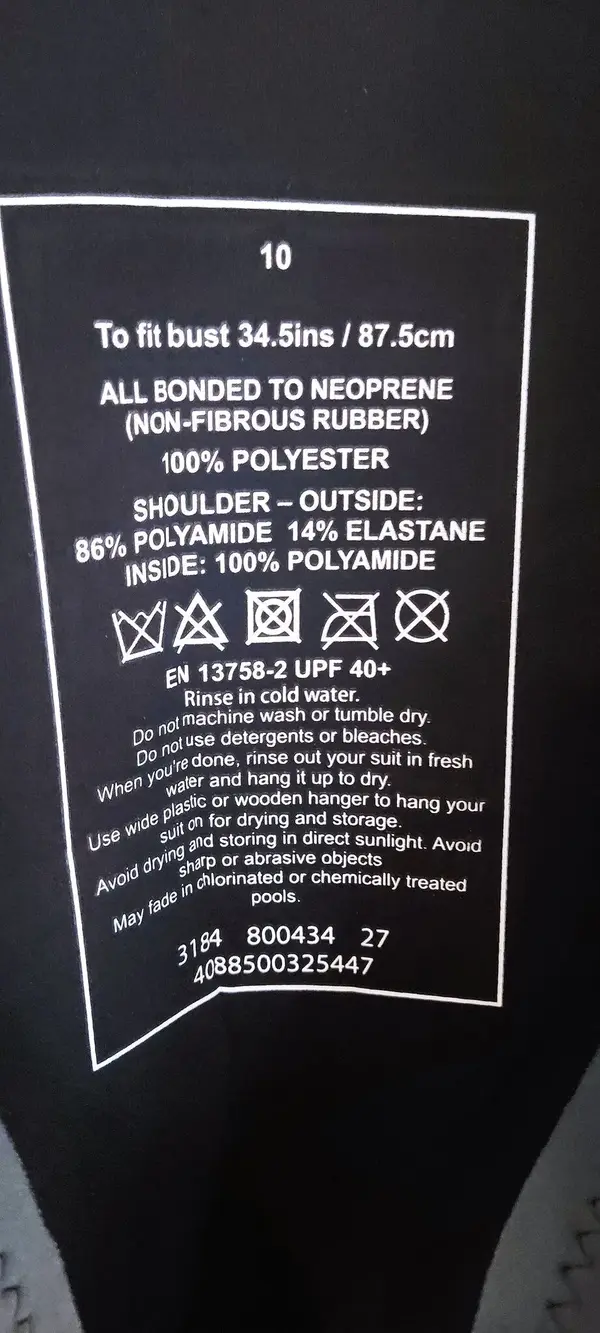 10
To fit bust 34.5ins / 87.5cm
ALL BONDED TO NEOPRENE
(NON-FIBROUS RUBBER)
100% POLYESTER
SHOULDER – OUTSIDE:
86% POLYAMIDE 14% ELASTANE
INSIDE: 100% POLYAMIDE
EN 13758-2 UPF 40+
Rinse in cold water.
Do not machine wash or tumble dry.
Do not use detergents or bleaches.
When you're done, rinse out your suit in fresh
water and hang it up to dry.
Use wide plastic or wooden hanger to hang your
suit on for drying and storage.
Avoid drying and storing in direct sunlight. Avoid
sharp or abrasive objects
May fade in chlorinated or chemically treated
pools.
3184 800434 27
4088500325447